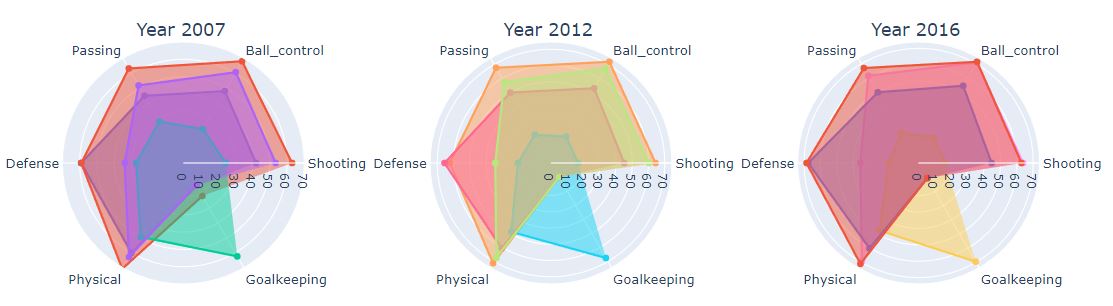 Year 2007
Passing
Ball_control
Defense
Shooting
0 10 20 30 40 50 60 70
Physical
Goalkeeping
Year 2012
Passing
Ball_control
Defense
Shooting
0 10 20 30 40 50 60 70
Physical
Goalkeeping
Year 2016
Passing
Ball_control
Defense
Shooting
0 10 20 30 40 50 60 70
Physical
Goalkeeping